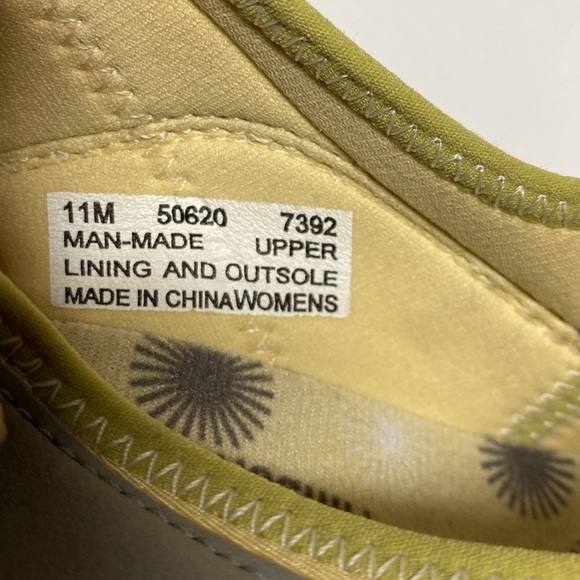 11M 50620 7392
MAN-MADE UPPER
LINING AND OUTSOLE
MADE IN CHINAWOMENS